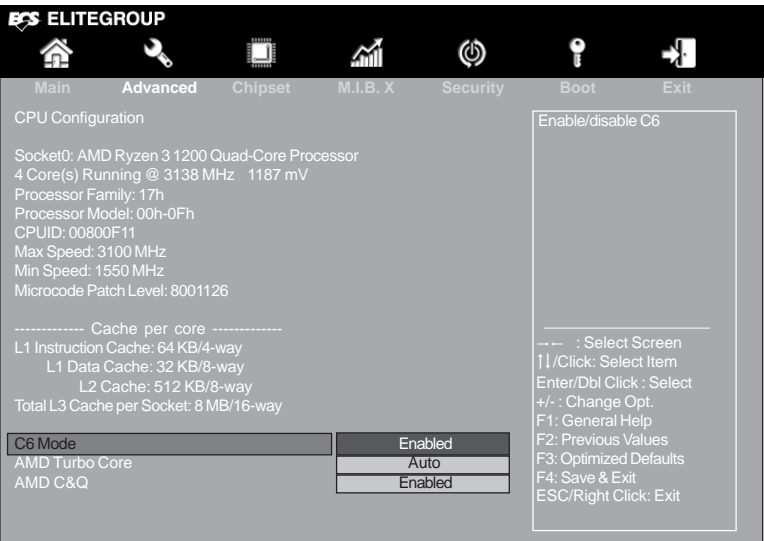 ECS ELITEGROUP
Main Advanced Chipset M.I.B. X Security Boot Exit
CPU Configuration
Socket0: AMD Ryzen 3 1200 Quad-Core Processor
4 Core(s) Running @ 3138 MHz 1187 mV
Processor Family: 17h
Processor Model: 00h-0Fh
CPUID: 00800F11
Max Speed: 3100 MHz
Min Speed: 1550 MHz
Microcode Patch Level: 8001126
------------- Cache per core -------------
L1 Instruction Cache: 64 KB/4-way
L1 Data Cache: 32 KB/8-way
L2 Cache: 512 KB/8-way
Total L3 Cache per Socket: 8 MB/16-way
C6 Mode Enabled
AMD Turbo Core Auto
AMD C&Q Enabled
Enable/disable C6
→← : Select Screen
↑↓/Click: Select Item
Enter/Dbl Click : Select
+/- : Change Opt.
F1: General Help
F2: Previous Values
F3: Optimized Defaults
F4: Save & Exit
ESC/Right Click: Exit